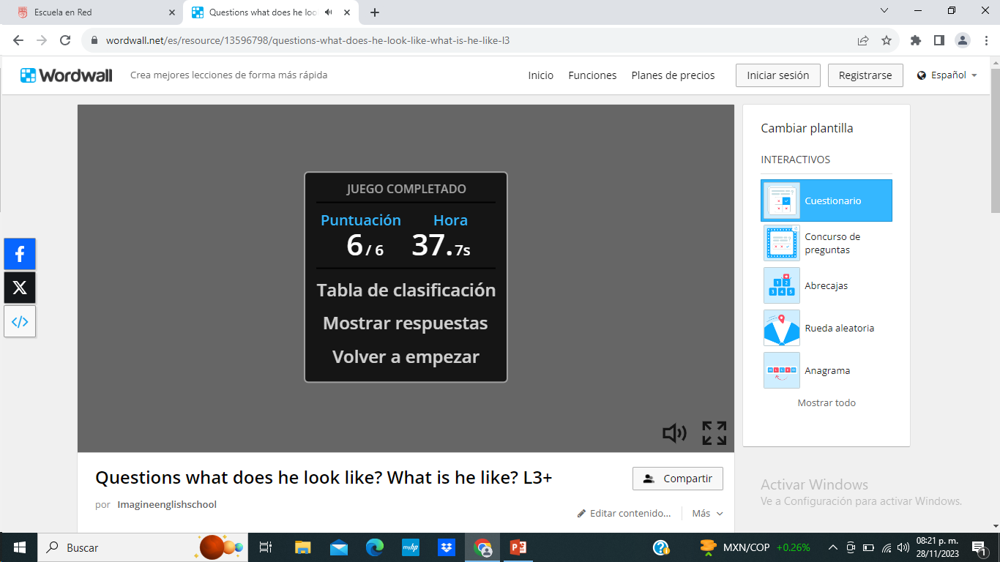 Escuela en Red
Questions what does he loo
wordwall.net/es/resource/13596798/questions-what-does-he-look-like-what-is-he-like-l3
Wordwall
Crea mejores lecciones de forma más rápida
Inicio
Funciones
Planes de precios
Iniciar sesión
Registrarse
Español
JUEGO COMPLETADO
Puntuación Hora
6/ 6 37.7s
Tabla de clasificación
Mostrar respuestas
Volver a empezar
Cambiar plantilla
INTERACTIVOS
Cuestionario
Concurso de
preguntas
Abrecajas
Rueda aleatoria
Anagrama
Mostrar todo
Questions what does he look like? What is he like? L3+
Compartir
por Imagineenglishschool
Editar contenido...
Más
Activar Windows
Ve a Configuración para activar Windows.
Buscar
MXN/COP +0.26%
08:21 p. m.
28/11/2023
1